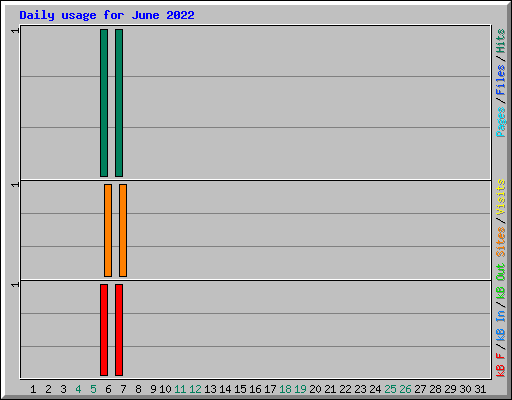 Daily usage for June 2022
1
Pages/Files/Hits
1
Sites/Visits
1
kB F/kB In/kB Out
1 2 3 4 5 6 7 8 9 10 11 12 13 14 15 16 17 18 19 20 21 22 23 24 25 26 27 28 29 30 31